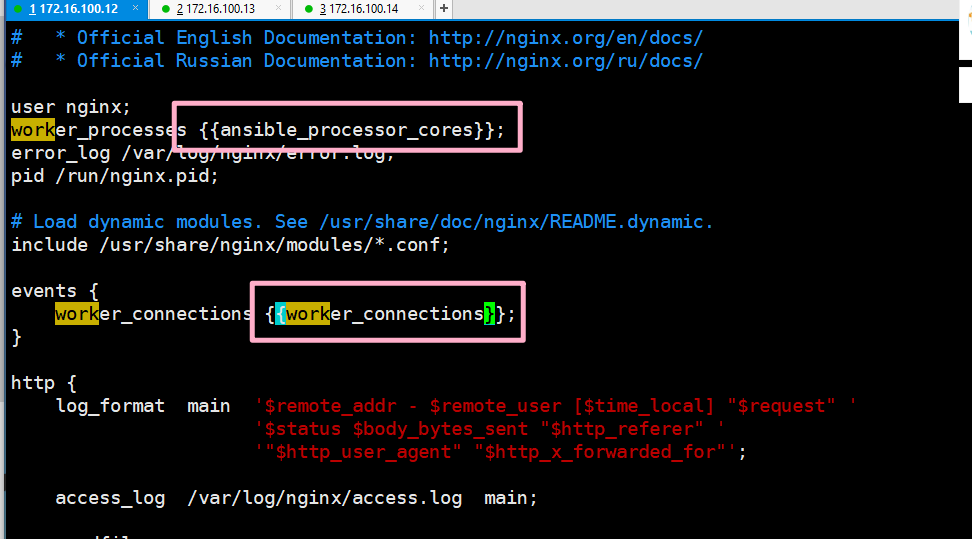 1 172.16.100.12 × 2 172.16.100.13 × 3 172.16.100.14 × +
#   * Official English Documentation: http://nginx.org/en/docs/
#   * Official Russian Documentation: http://nginx.org/ru/docs/
user nginx;
worker_processes {{ansible_processor_cores}};
error_log /var/log/nginx/error.log;
pid /run/nginx.pid;
# Load dynamic modules. See /usr/share/doc/nginx/README.dynamic.
include /usr/share/nginx/modules/*.conf;
events {
    worker_connections {{worker_connections}};
}
http {
    log_format  main  '$remote_addr - $remote_user [$time_local] "$request" '
                      '$status $body_bytes_sent "$http_referer" '
                      '"$http_user_agent" "$http_x_forwarded_for"';
    access_log  /var/log/nginx/access.log  main;